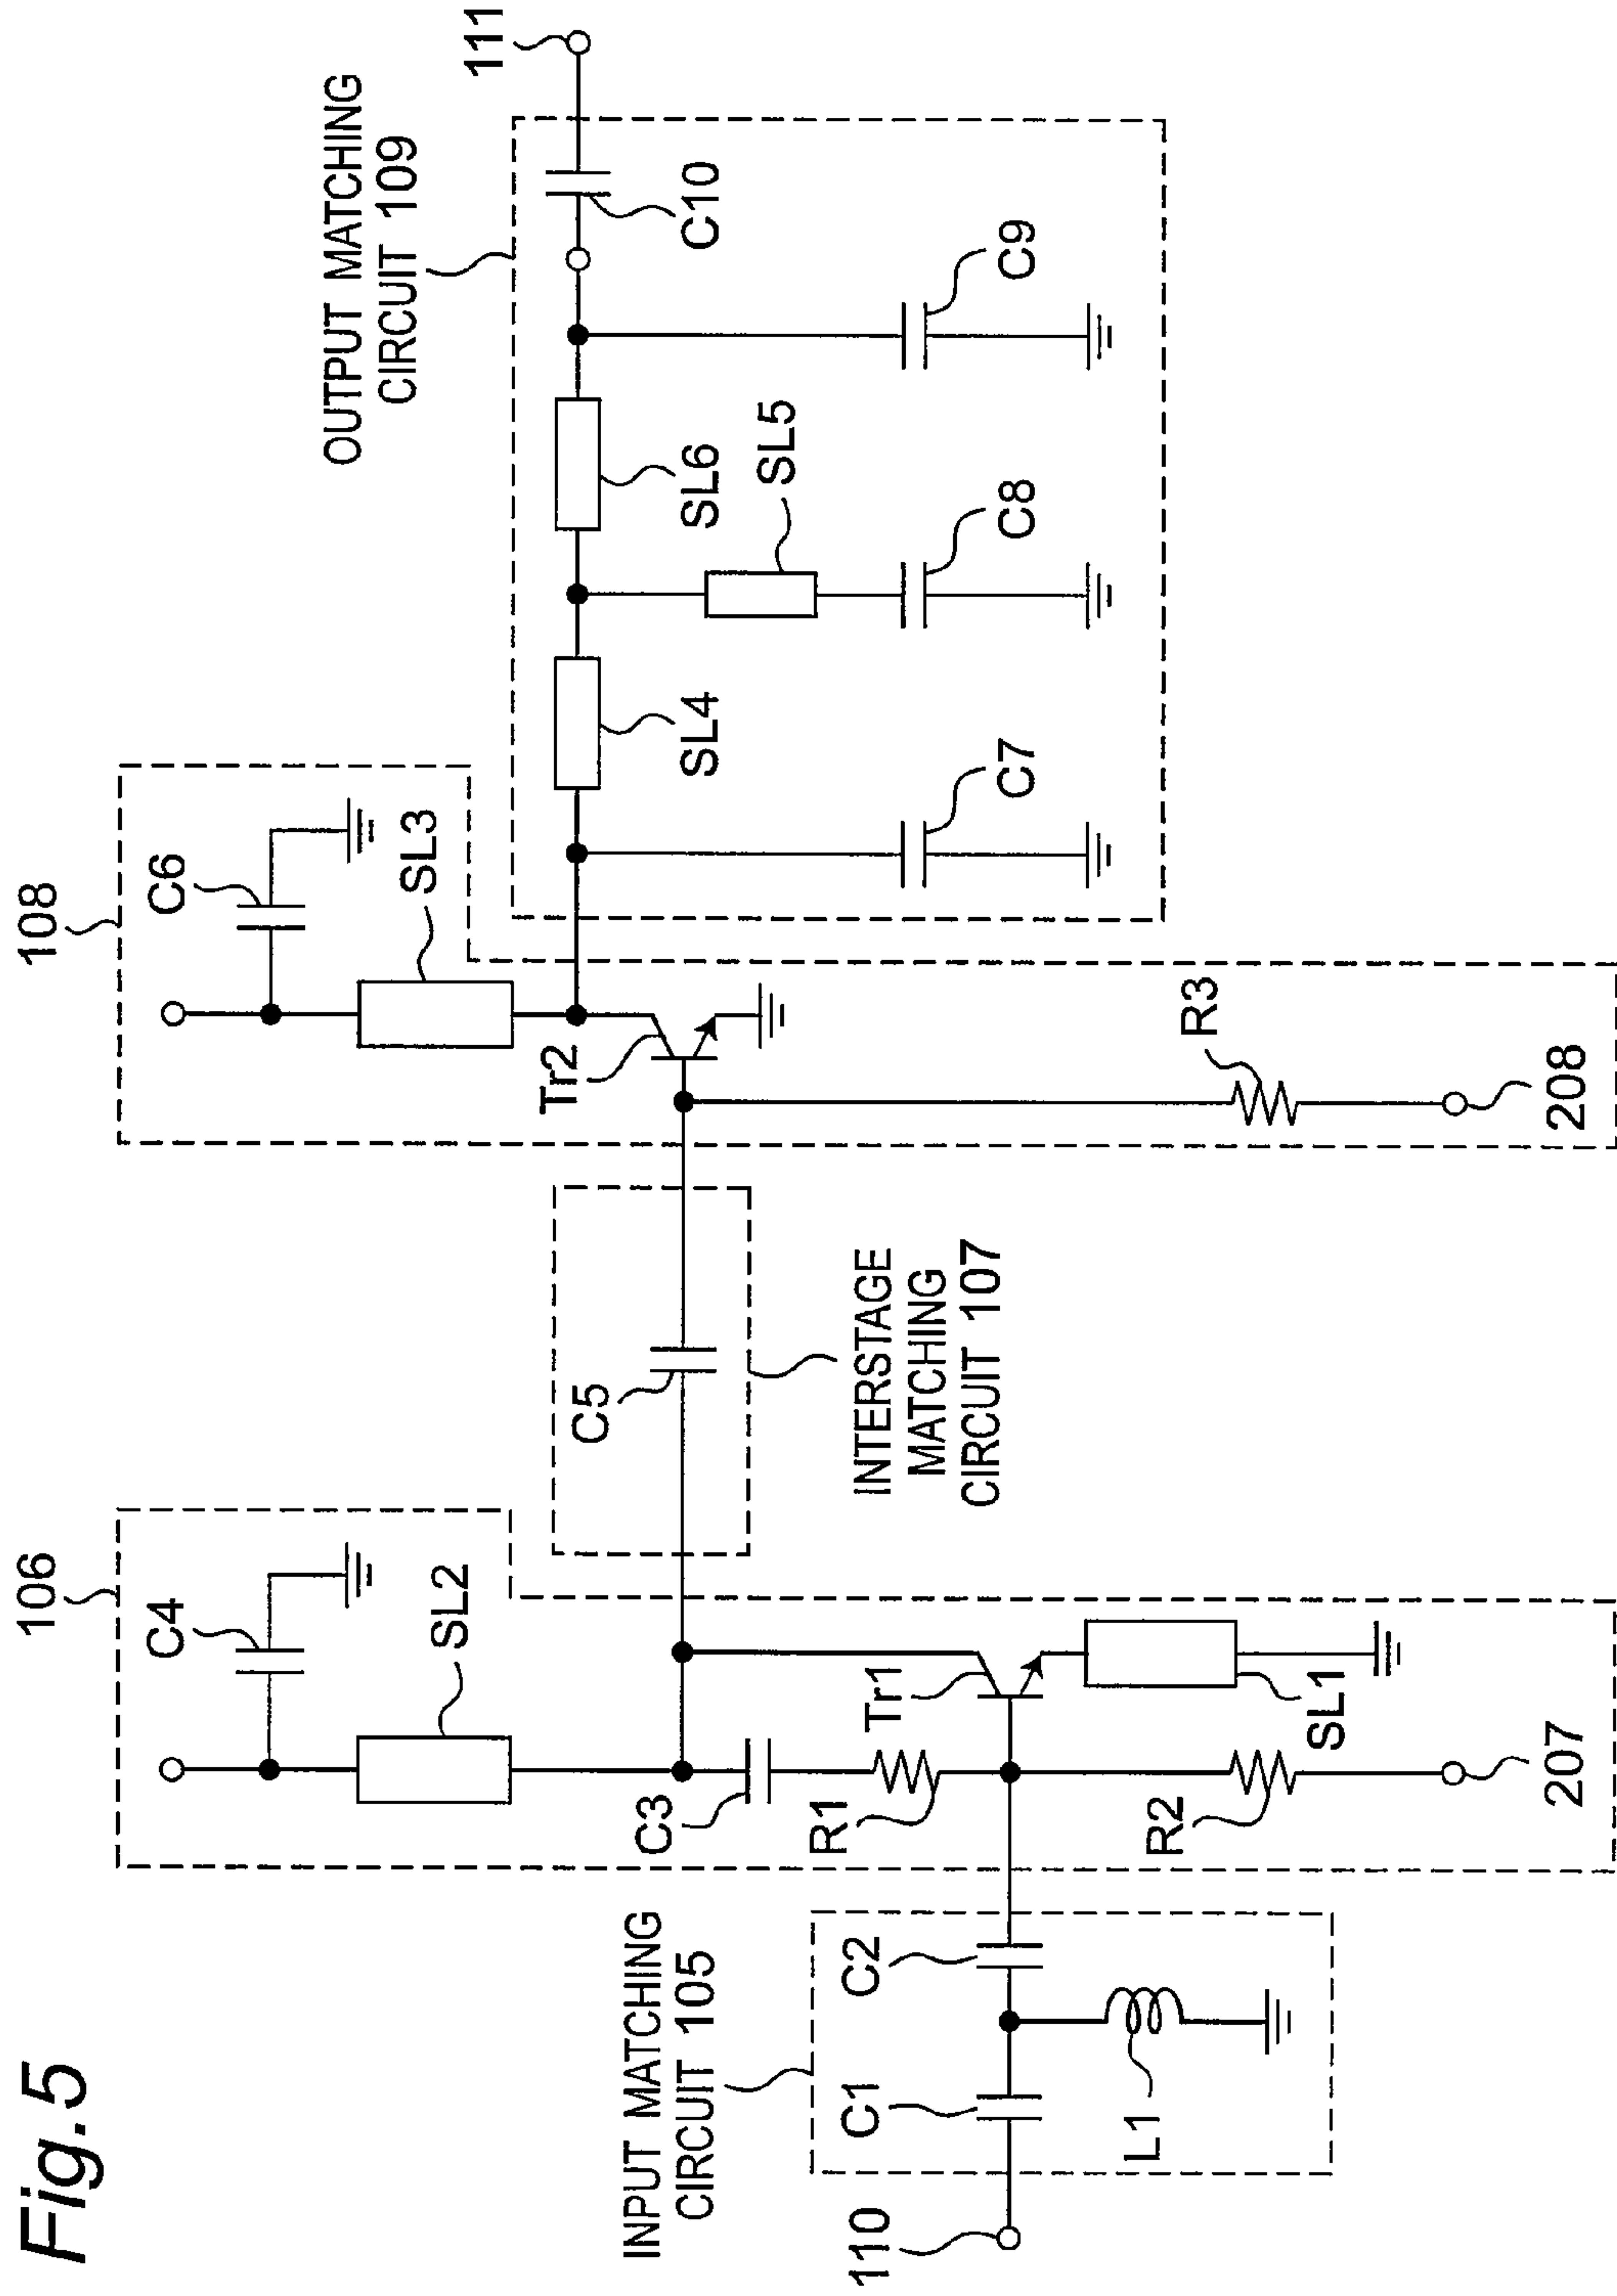 Fig.5
106
C4
SL2
C3
R1
Tr1
R2
SL1
207
INPUT MATCHING
CIRCUIT 105
C1
C2
L1
110
C5
INTERSTAGE
MATCHING
CIRCUIT 107
108
C6
SL3
Tr2
R3
208
OUTPUT MATCHING
CIRCUIT 109
SL4
SL6
SL5
C7
C8
C9
C10
111